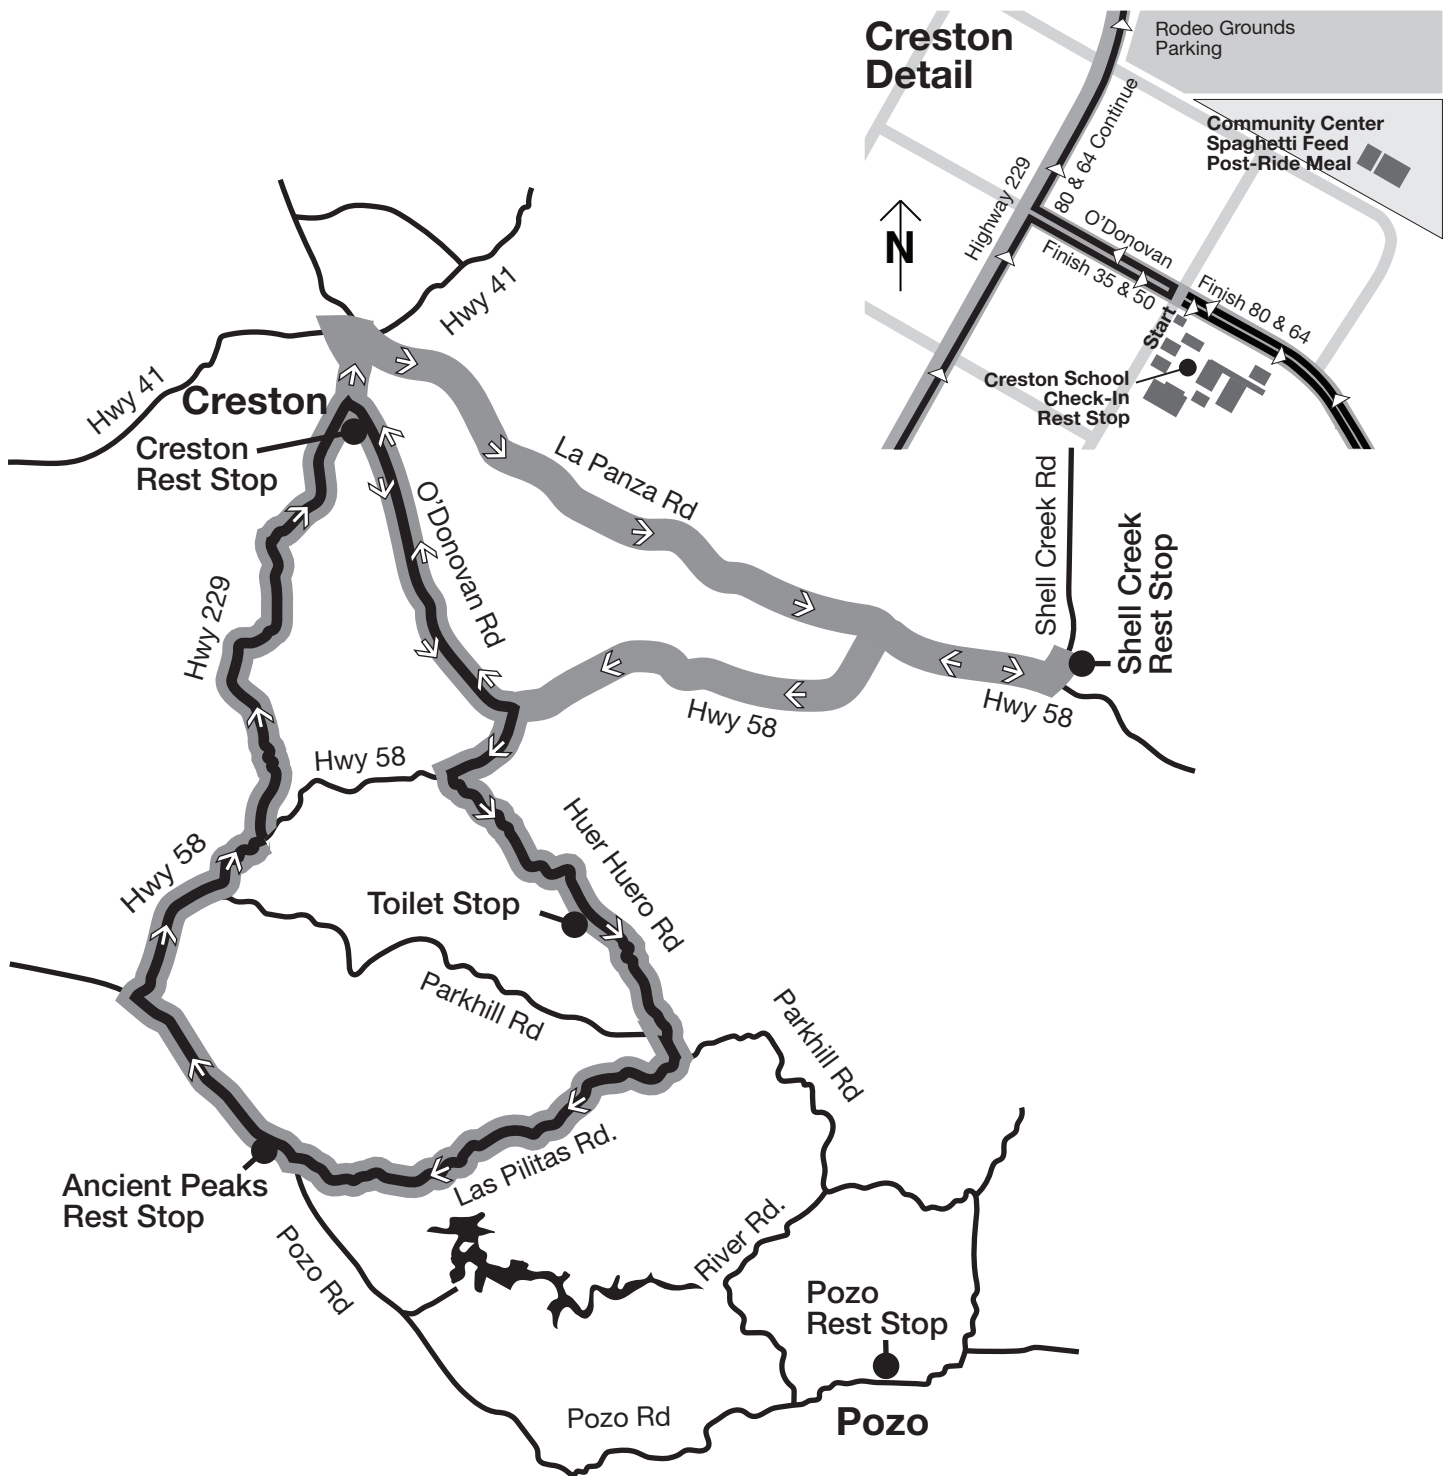 Creston
Detail
Rodeo Grounds
Parking
Community Center
Spaghetti Feed
Post-Ride Meal
80 & 64 Continue
Highway 229
N
O'Donovan
Finish 35 & 50
Finish 80 & 64
Start
Creston School
Check-In
Rest Stop
Hwy 41
Hwy 41
Creston
Creston
Rest Stop
La Panza Rd
O'Donovan Rd
Shell Creek Rd
Shell Creek
Rest Stop
Hwy 229
Hwy 58
Hwy 58
Hwy 58
Hwy 58
Huer Huero Rd
Toilet Stop
Parkhill Rd
Parkhill Rd
Las Pilitas Rd.
Ancient Peaks
Rest Stop
Pozo Rd
River Rd.
Pozo
Rest Stop
Pozo Rd
Pozo